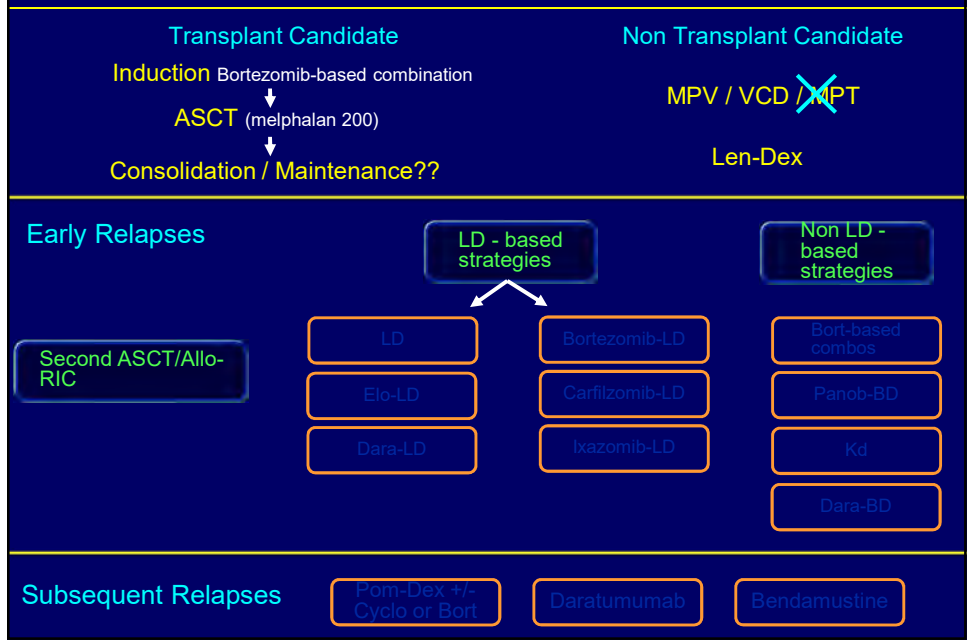 Transplant Candidate
Non Transplant Candidate
Induction Bortezomib-based combination
ASCT (melphalan 200)
Consolidation / Maintenance??
MPV / VCD / MPT
Len-Dex
Early Relapses
LD - based
strategies
Non LD -
based
strategies
Second ASCT/Allo-
RIC
LD
Elo-LD
Dara-LD
Bortezomib-LD
Carfilzomib-LD
Ixazomib-LD
Bort-based
combos
Panob-BD
Kd
Dara-BD
Subsequent Relapses
Pom-Dex +/-
Cyclo or Bort
Daratumumab
Bendamustine